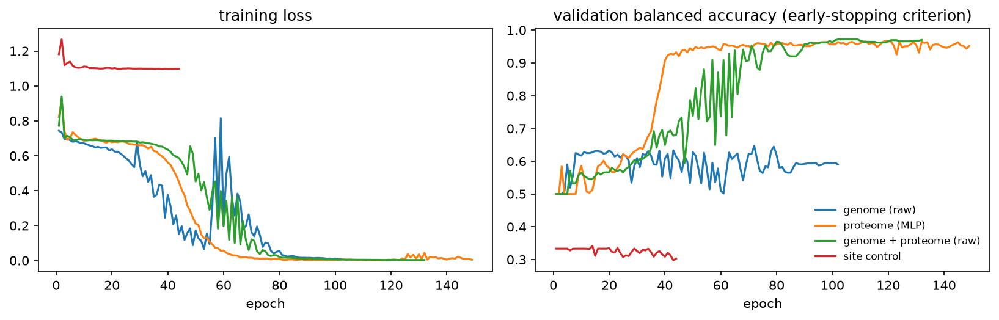 training loss
1.2
1.0
0.8
0.6
0.4
0.2
0.0
0 20 40 60 80 100 120 140
epoch
validation balanced accuracy (early-stopping criterion)
1.0
0.9
0.8
0.7
0.6
0.5
0.4
0.3
genome (raw)
proteome (MLP)
genome + proteome (raw)
site control
0 20 40 60 80 100 120 140
epoch